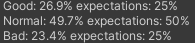 Good: 26.9% expectations: 25%
Normal: 49.7% expectations: 50%
Bad: 23.4% expectations: 25%